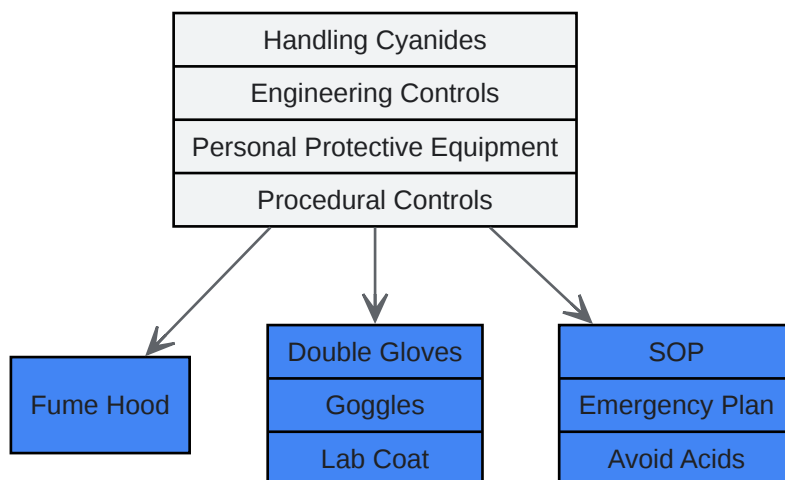 Handling Cyanides
Engineering Controls
Personal Protective Equipment
Procedural Controls
Fume Hood
Double Gloves
Goggles
Lab Coat
SOP
Emergency Plan
Avoid Acids